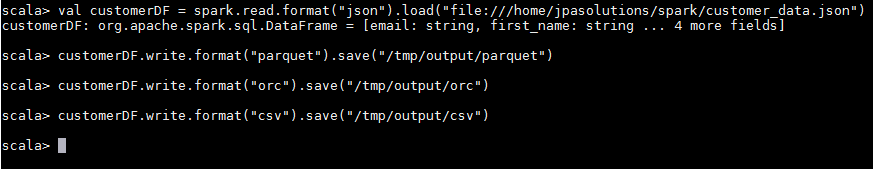 scala> val customerDF = spark.read.format("json").load("file:///home/jpasolutions/spark/customer_data.json")
customerDF: org.apache.spark.sql.DataFrame = [email: string, first_name: string ... 4 more fields]
scala> customerDF.write.format("parquet").save("/tmp/output/parquet")
scala> customerDF.write.format("orc").save("/tmp/output/orc")
scala> customerDF.write.format("csv").save("/tmp/output/csv")
scala>